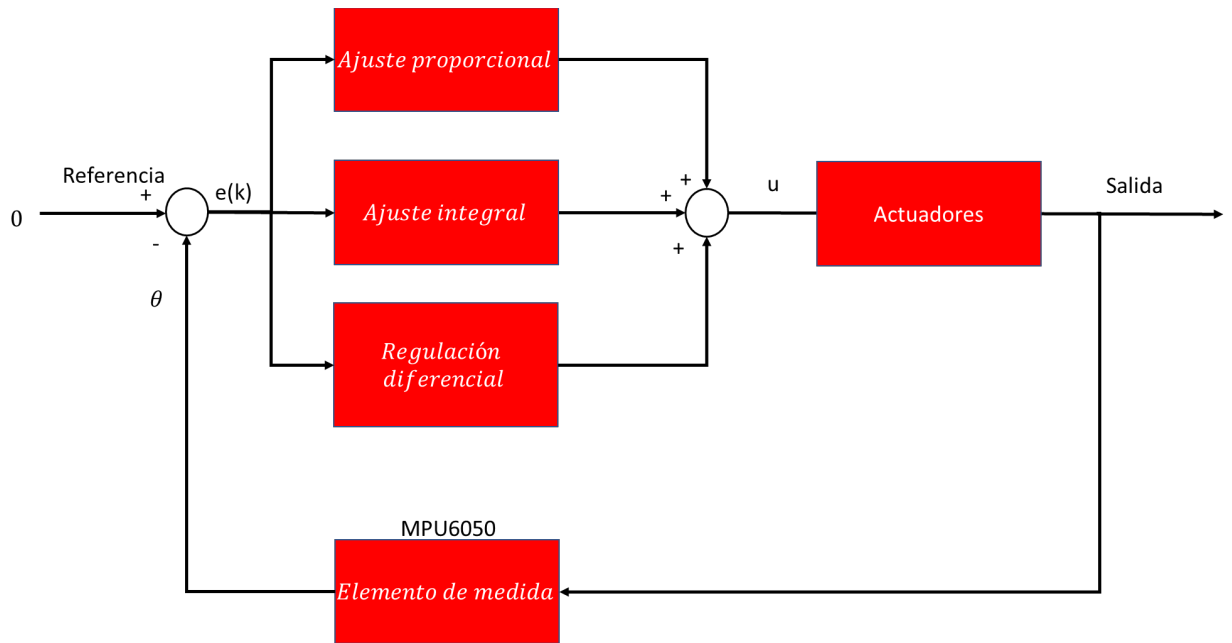 Ajuste proporcional
Referencia
+
e(k)
+
+
u
Salida
0
Ajuste integral
Actuadores
-
+
θ
Regulación
diferencial
MPU6050
Elemento de medida